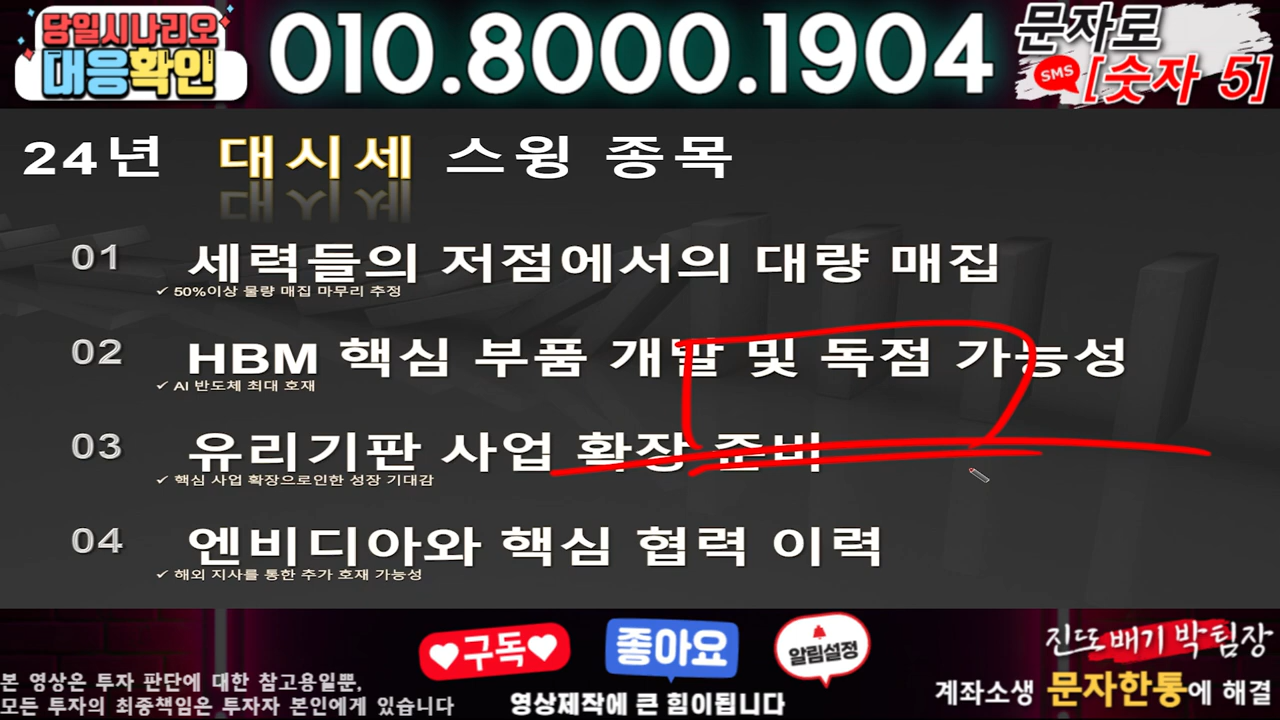 당일시나리오
대응확인
010.8000.1904
문자로
SMS [숫자 5]
24년 대시세 스윙 종목
01 세력들의 저점에서의 대량 매집
✓ 50%이상 물량 매집 마무리 추정
02 HBM 핵심 부품 개발 및 독점 가능성
✓ AI 반도체 최대 호재
03 유리기판 사업 확장 준비
✓ 핵심 사업 확장으로인한 성장 기대감
04 엔비디아와 핵심 협력 이력
✓ 해외 지사를 통한 추가 호재 가능성
구독
좋아요
알림설정
영상제작에 큰 힘이됩니다
본 영상은 투자 판단에 대한 참고용일뿐,
모든 투자의 최종책임은 투자자 본인에게 있습니다
진또배기 박팀장
계좌소생 문자한통에 해결